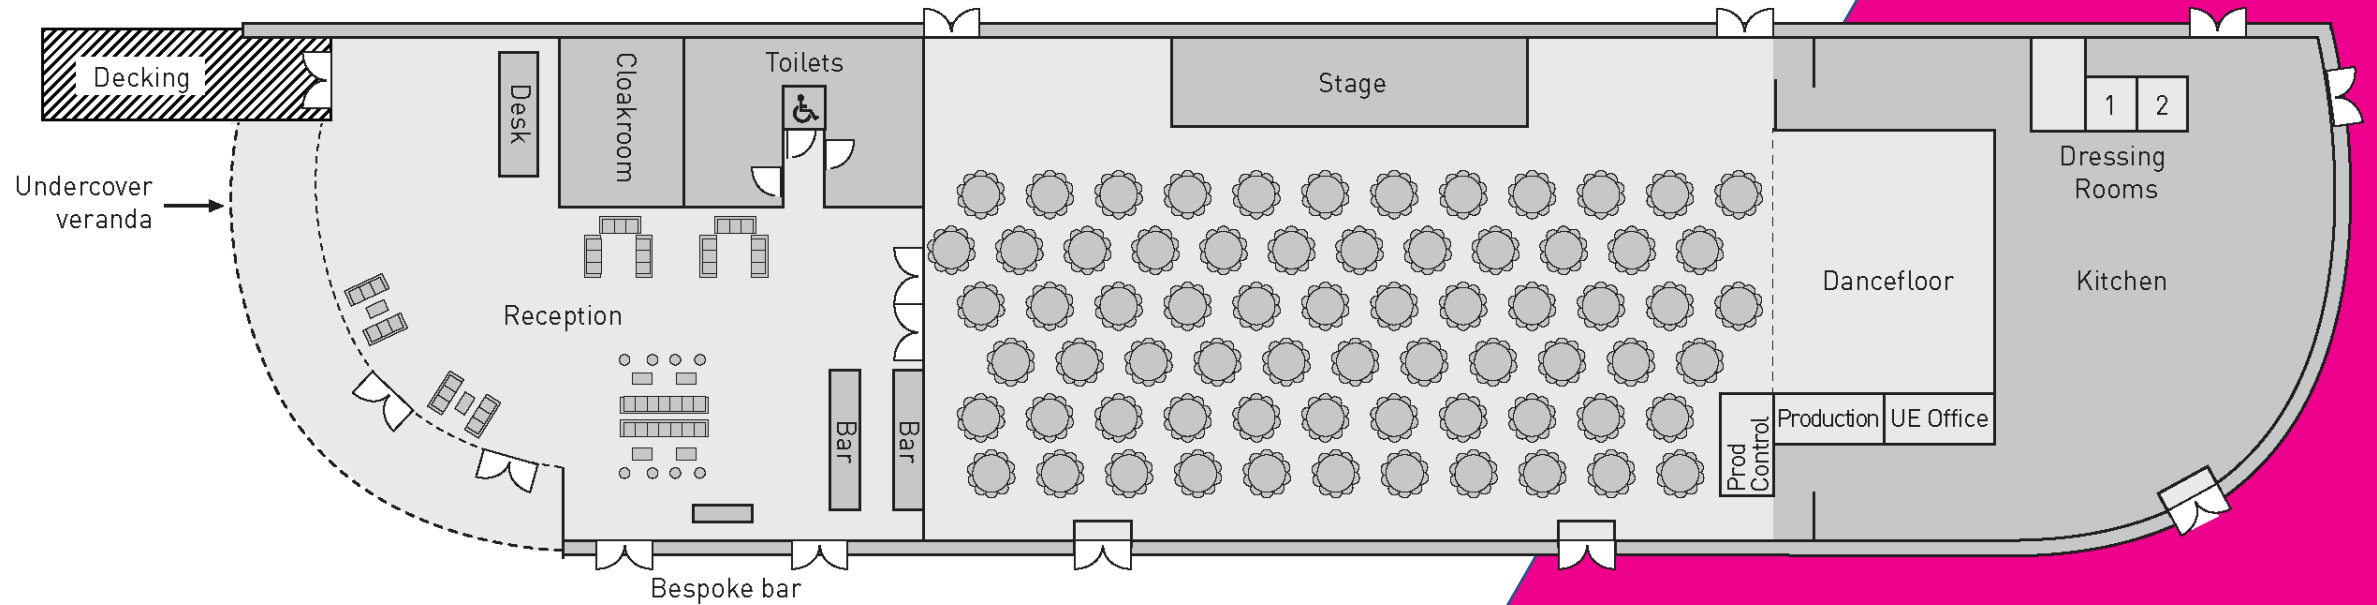 Decking
Undercover
veranda
Desk
Cloakroom
Toilets
Reception
Bar
Bar
Bespoke bar
Stage
Dancefloor
Prod
Control
Production
UE Office
1
2
Dressing
Rooms
Kitchen